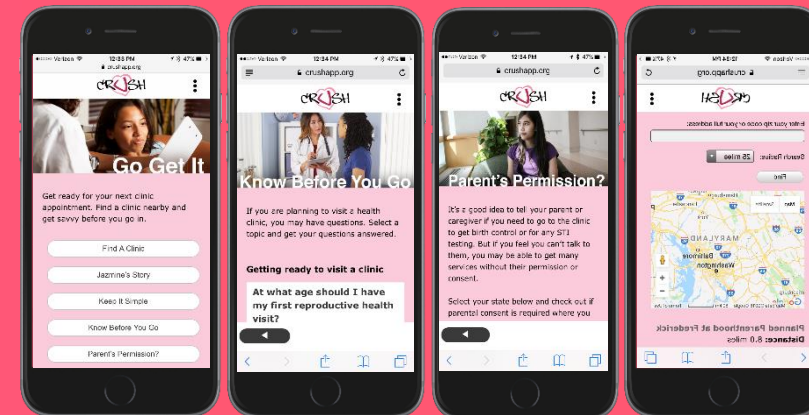 Verizon 12:33 PM 47%
crushapp.org
CRUSH
Go Get It
Get ready for your next clinic
appointment. Find a clinic nearby and
get savvy before you go in.
Find A Clinic
Jazmine's Story
Keep It Simple
Know Before You Go
Parent's Permission?
Verizon 12:34 PM 47%
crushapp.org
CRUSH
Know Before You Go
If you are planning to visit a health
clinic, you may have questions. Select a
topic and get your questions answered.
Getting ready to visit a clinic
At what age should I have
my first reproductive health
visit?
Verizon 12:34 PM 47%
crushapp.org
CRUSH
Parent's Permission?
It's a good idea to tell your parent or
caregiver if you need to go to the clinic
to get birth control or for any STI
testing. But if you feel you can't talk to
them, you may be able to get many
services without their permission or
consent.
Select your state below and check out if
parental consent is required where you
Verizon 47%
crushapp.org
CRUSH
Enter your zip code or your full address:
Search Radius: 25 miles
Find
Map Satellite
MARYLAND
Baltimore
Washington
Planned Parenthood at Frederick
Distance: 8.0 miles